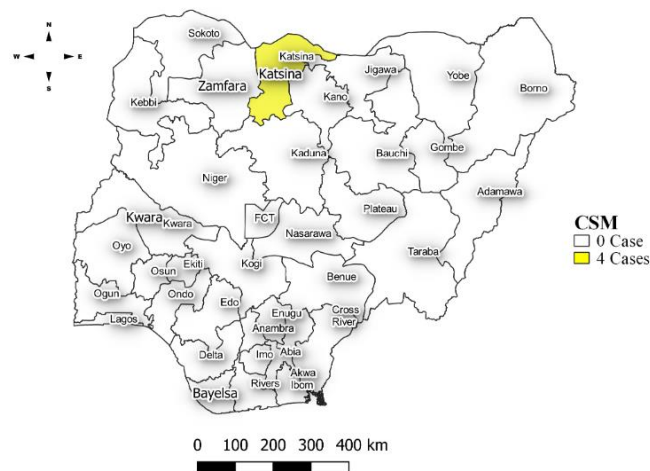 N
W E
S
Sokoto
Katsina
Katsina
Zamfara
Jigawa
Yobe
Borno
Kebbi
Kano
Kaduna
Bauchi
Gombe
Niger
Adamawa
Plateau
FCT
Kwara
Kwara
Nasarawa
Taraba
Oyo
Ekiti
Kogi
Osun
Benue
Ogun
Ondo
Edo
Lagos
Enugu
Cross
River
Anambra
Delta
Imo
Abia
Akwa
Ibom
Bayelsa
Rivers
CSM
0 Case
4 Cases
0 100 200 300 400 km